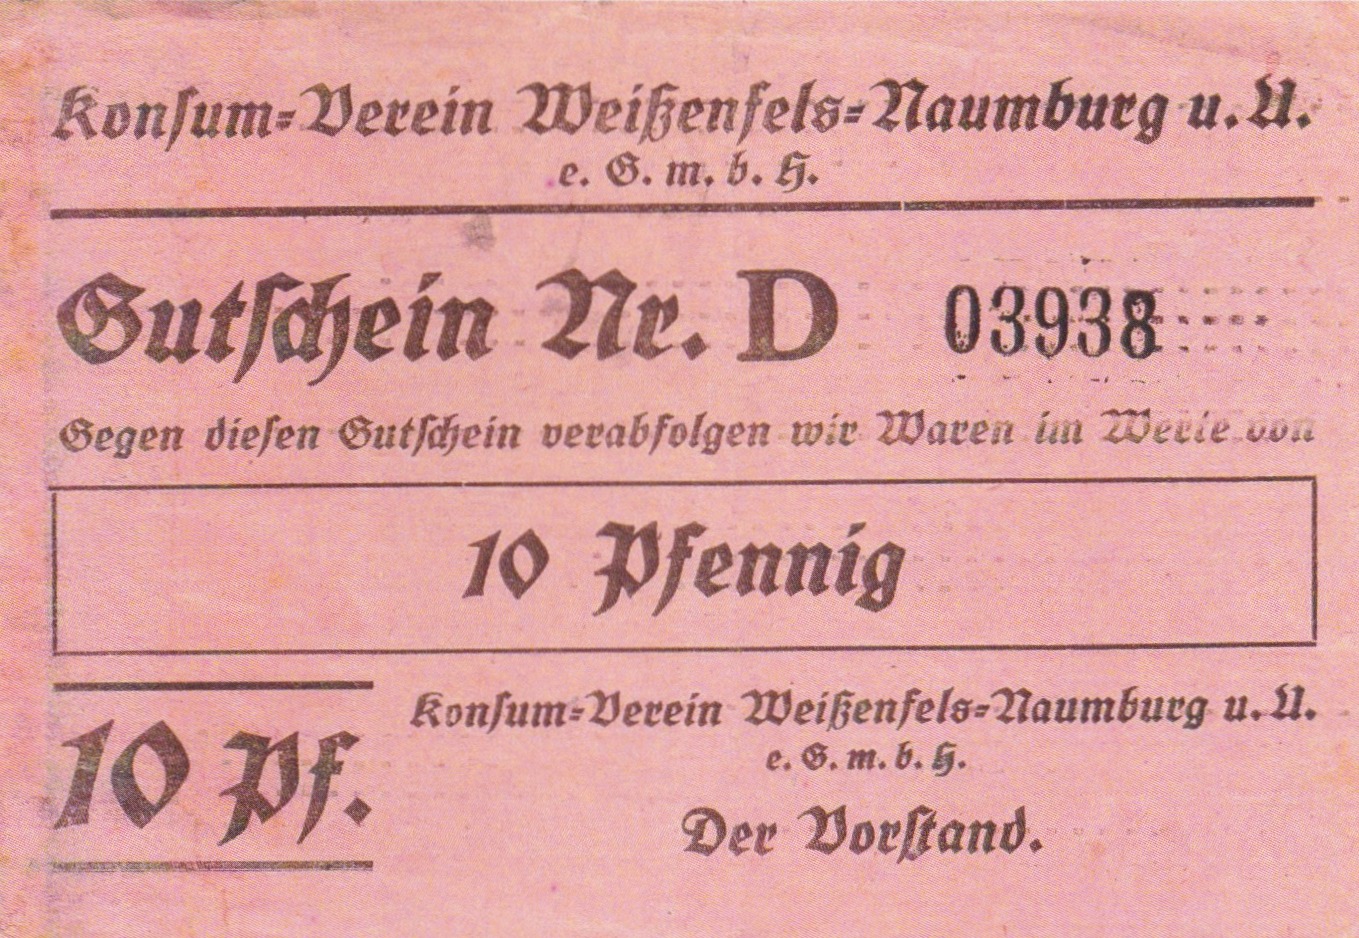 Konsum-Verein Weißenfels-Naumburg u. U.
e. G. m. b. H.
Gutschein Nr. D 03938
Gegen diesen Gutschein verabfolgen wir Waren im Werte von
10 Pfennig
10 Pf.
Konsum-Verein Weißenfels-Naumburg u. U.
e. G. m. b. H.
Der Vorstand.